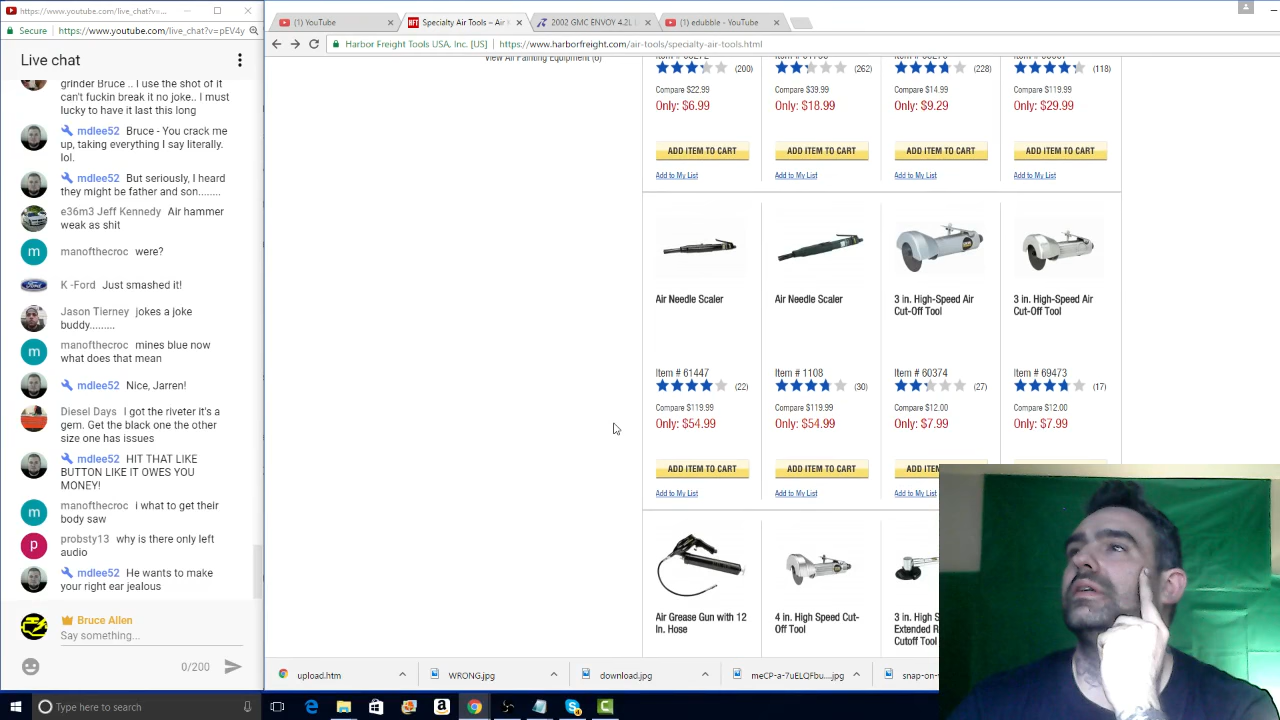 https://www.youtube.com/live_chat?v=pEV4y
Secure
https://www.youtube.com/live_chat?v=pEV4y
Live chat
grinder Bruce .. I use the shot of it
can't fuckin break it no joke.. I must
lucky to have it last this long
mdlee52 Bruce - You crack me
up, taking everything I say literally.
lol.
mdlee52 But seriously, I heard
they might be father and son........
e36m3 Jeff Kennedy Air hammer
weak as shit
manofthecroc were?
K -Ford Just smashed it!
Jason Tierney jokes a joke
buddy.........
manofthecroc mines blue now
what does that mean
mdlee52 Nice, Jarren!
Diesel Days I got the riveter it's a
gem. Get the black one the other
size one has issues
mdlee52 HIT THAT LIKE
BUTTON LIKE IT OWES YOU
MONEY!
manofthecroc i what to get their
body saw
probsty13 why is there only left
audio
mdlee52 He wants to make
your right ear jealous
Bruce Allen
Say something...
0/200
(1) YouTube
Specialty Air Tools – Air
2002 GMC ENVOY 4.2L
(1) edubble - YouTube
Harbor Freight Tools USA, Inc. [US]
https://www.harborfreight.com/air-tools/specialty-air-tools.html
View All Painting Equipment (6)
(200) (262) (228) (118)
Compare $22.99 Compare $39.99 Compare $14.99 Compare $119.99
Only: $6.99 Only: $18.99 Only: $9.29 Only: $29.99
ADD ITEM TO CART ADD ITEM TO CART ADD ITEM TO CART ADD ITEM TO CART
Add to My List Add to My List Add to My List Add to My List
Air Needle Scaler Air Needle Scaler 3 in. High-Speed Air 3 in. High-Speed Air
Cut-Off Tool Cut-Off Tool
Item # 61447 Item # 1108 Item # 60374 Item # 69473
(22) (30) (27) (17)
Compare $119.99 Compare $119.99 Compare $12.00 Compare $12.00
Only: $54.99 Only: $54.99 Only: $7.99 Only: $7.99
ADD ITEM TO CART ADD ITEM TO CART ADD ITEM
Add to My List Add to My List Add to My List
Air Grease Gun with 12 4 in. High Speed Cut- 3 in. High
In. Hose Off Tool Extended
Cutoff Tool
upload.htm
WRONG.jpg
download.jpg
meCP-a-7uELQFbu....jpg
snap-on-
Type here to search